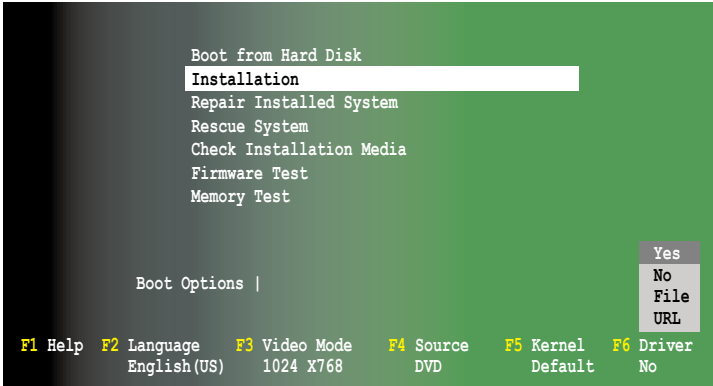 Boot from Hard Disk
Installation
Repair Installed System
Rescue System
Check Installation Media
Firmware Test
Memory Test
Yes
No
File
URL
Boot Options |
F1 Help F2 Language F3 Video Mode F4 Source F5 Kernel F6 Driver
English(US) 1024 X768 DVD Default No